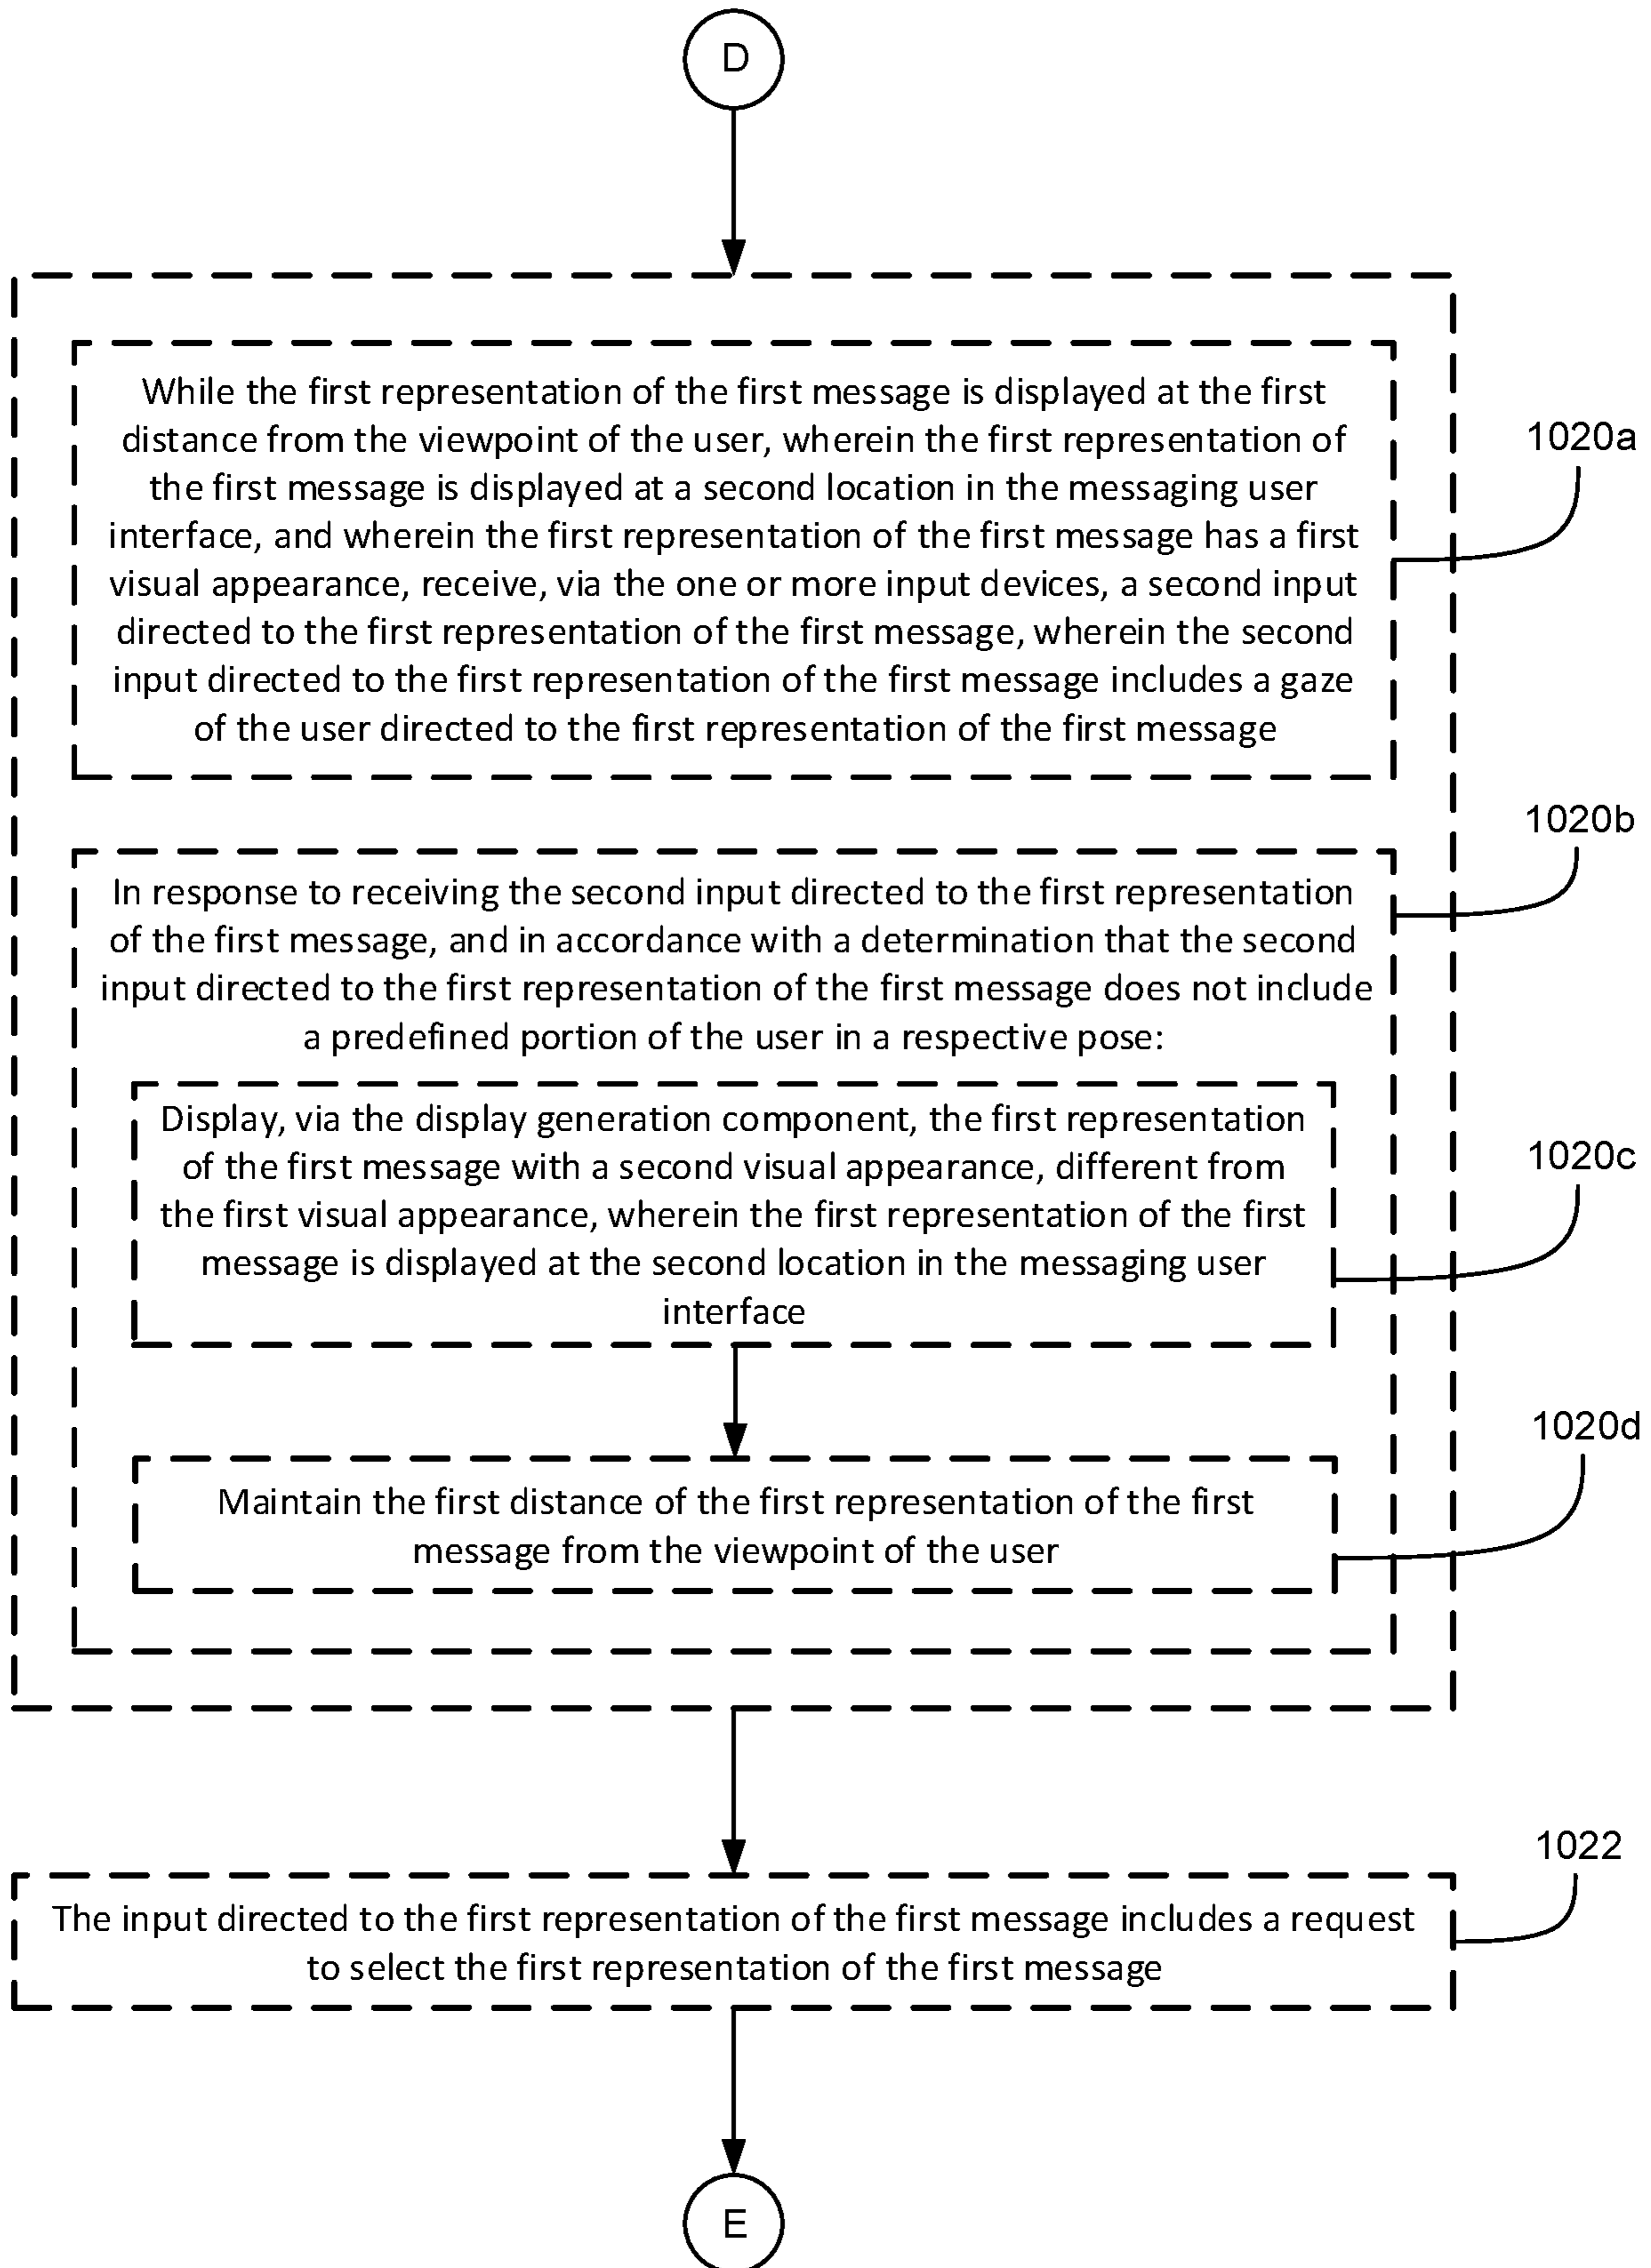 D
While the first representation of the first message is displayed at the first
distance from the viewpoint of the user, wherein the first representation of
the first message is displayed at a second location in the messaging user
interface, and wherein the first representation of the first message has a first
visual appearance, receive, via the one or more input devices, a second input
directed to the first representation of the first message, wherein the second
input directed to the first representation of the first message includes a gaze
of the user directed to the first representation of the first message
1020a
In response to receiving the second input directed to the first representation
of the first message, and in accordance with a determination that the second
input directed to the first representation of the first message does not include
a predefined portion of the user in a respective pose:
1020b
Display, via the display generation component, the first representation
of the first message with a second visual appearance, different from
the first visual appearance, wherein the first representation of the first
message is displayed at the second location in the messaging user
interface
1020c
Maintain the first distance of the first representation of the first
message from the viewpoint of the user
1020d
The input directed to the first representation of the first message includes a request
to select the first representation of the first message
1022
E